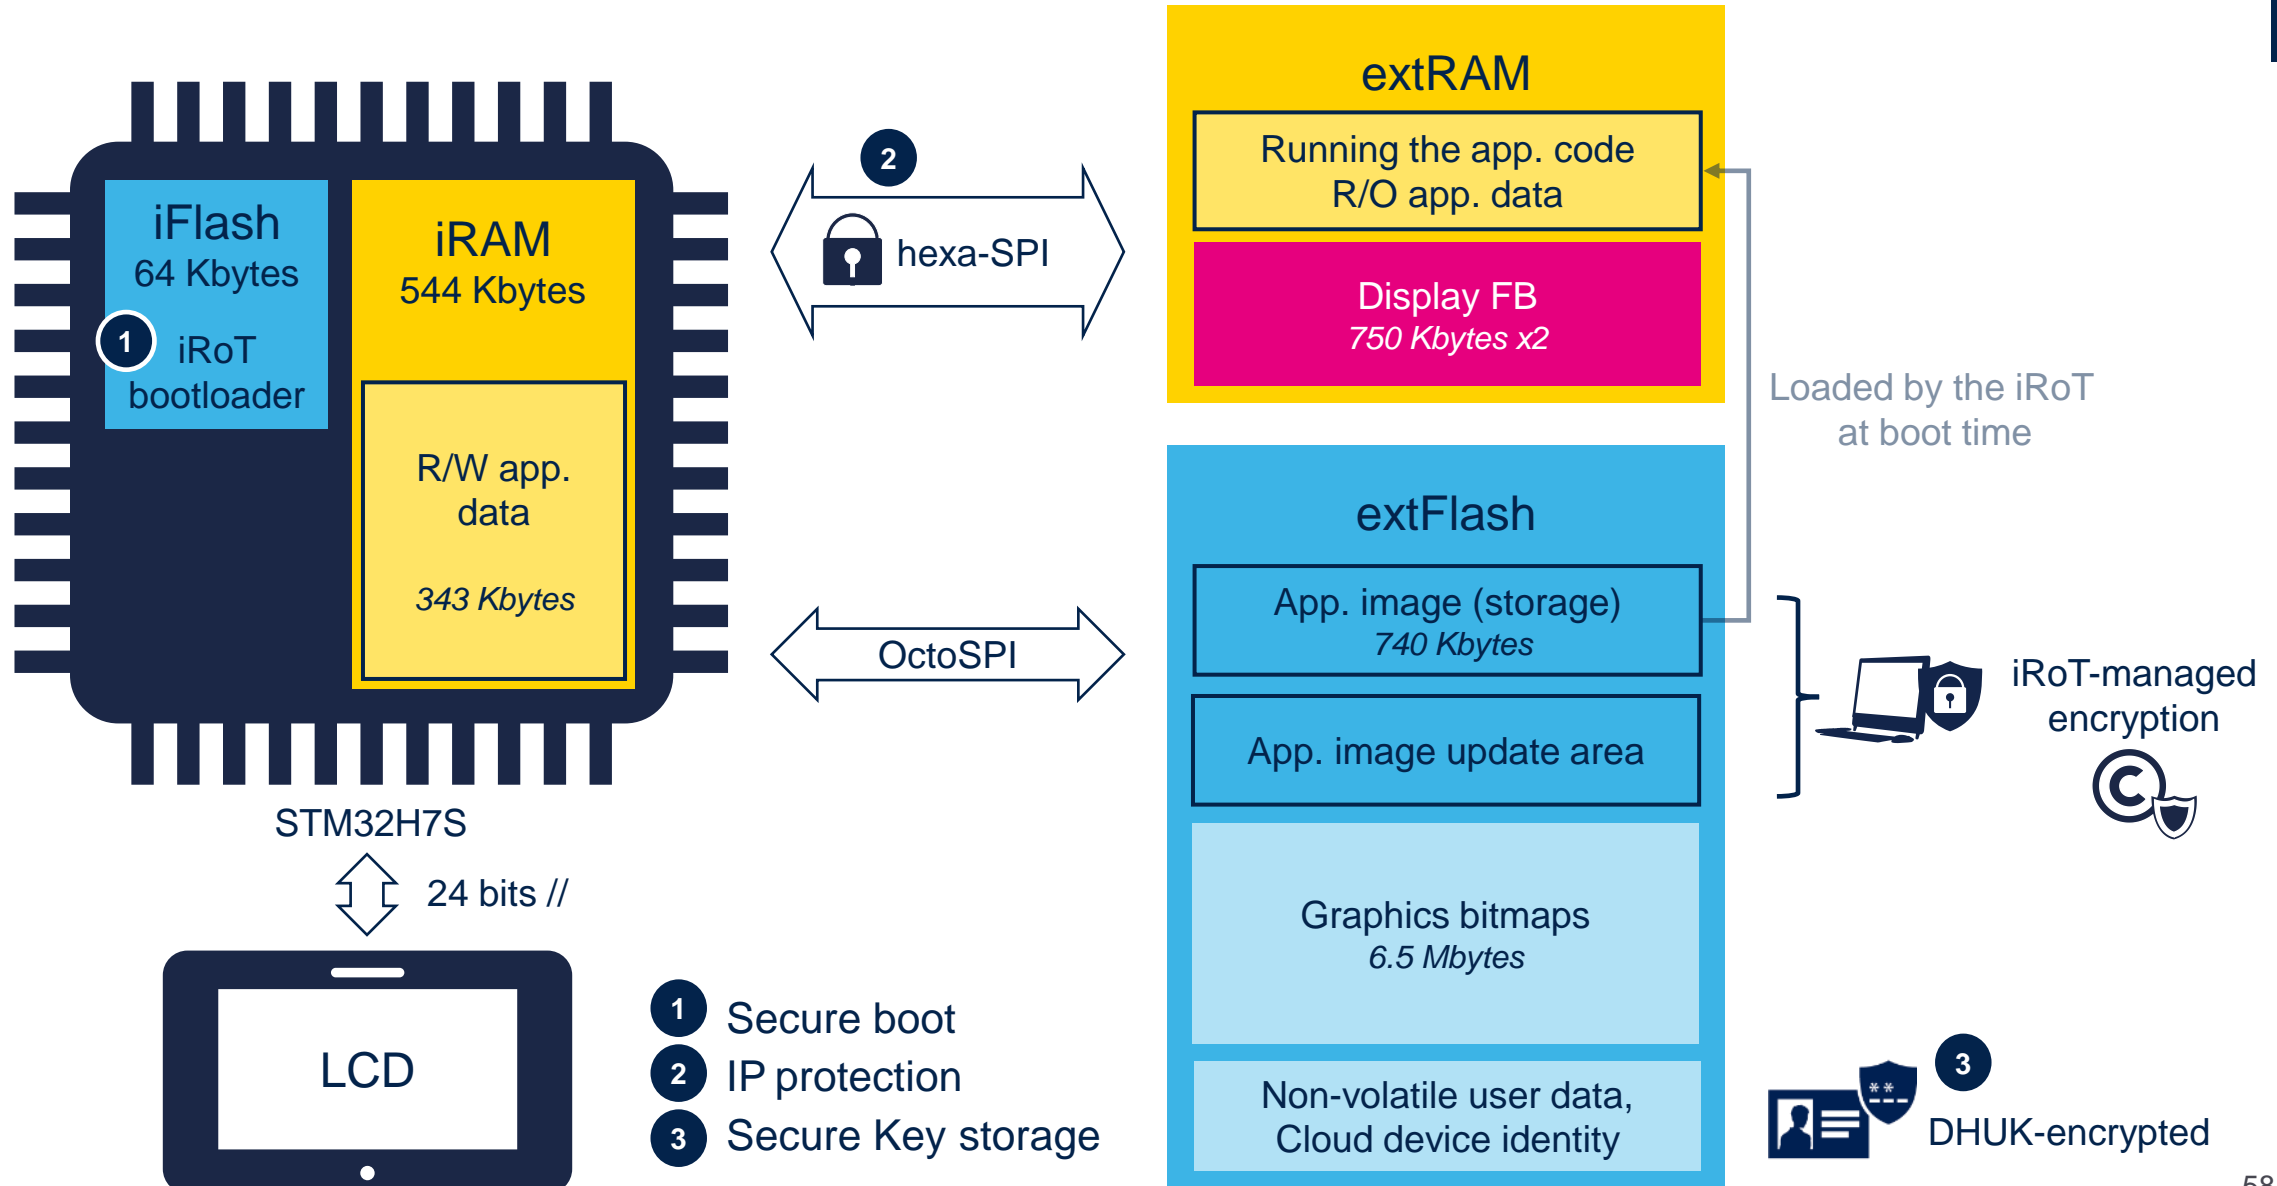 iFlash
64 Kbytes
1
iRoT
bootloader
iRAM
544 Kbytes
R/W app.
data
343 Kbytes
STM32H7S
24 bits //
LCD
2
hexa-SPI
OctoSPI
extRAM
Running the app. code
R/O app. data
Display FB
750 Kbytes x2
Loaded by the iRoT
at boot time
extFlash
App. image (storage)
740 Kbytes
App. image update area
Graphics bitmaps
6.5 Mbytes
Non-volatile user data,
Cloud device identity
iRoT-managed
encryption
©
3
**
DHUK-encrypted
1 Secure boot
2 IP protection
3 Secure Key storage
58